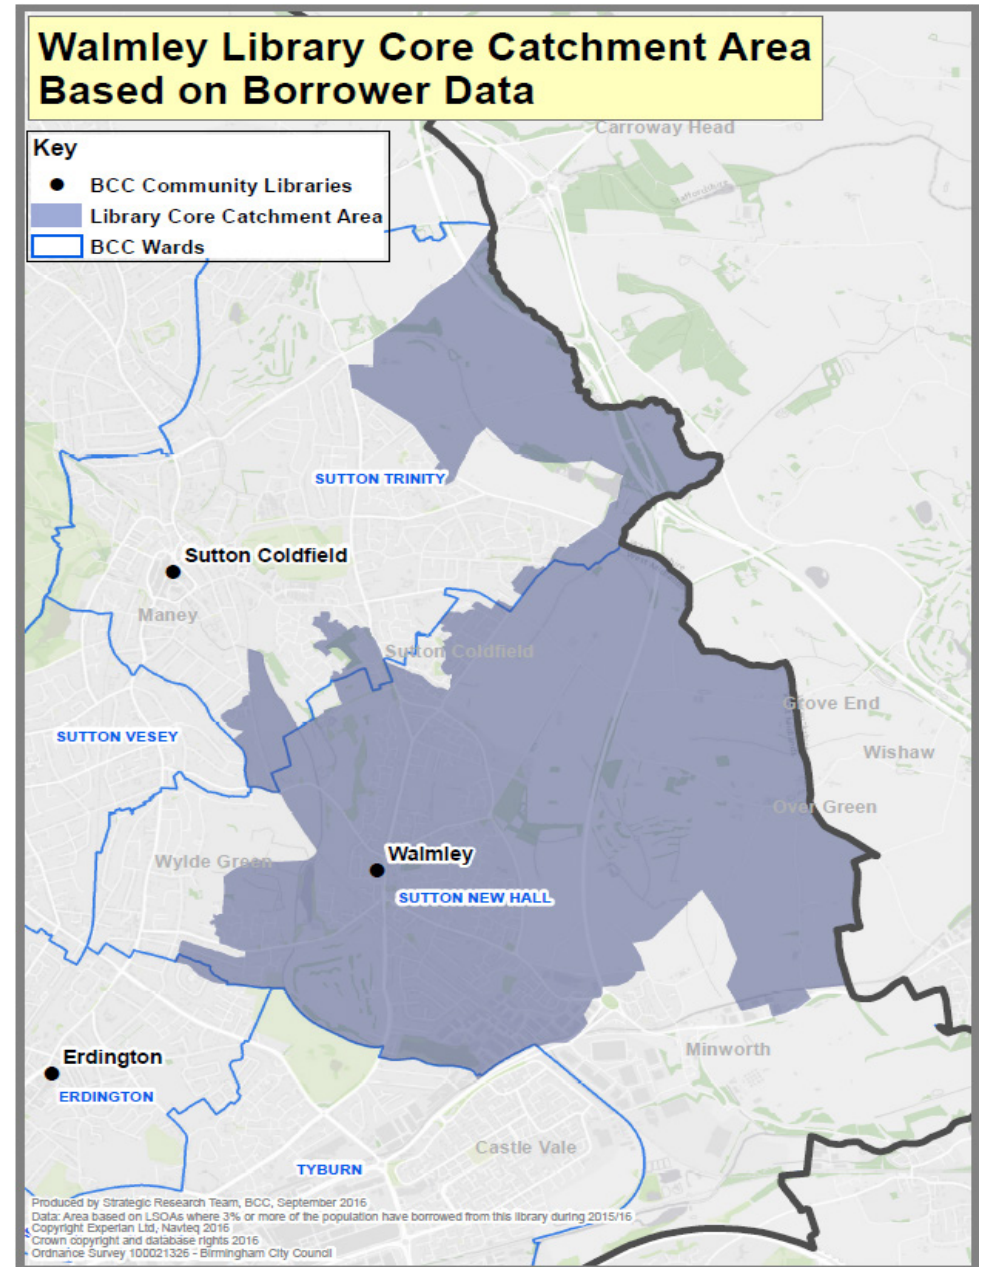 Walmley Library Core Catchment Area
Based on Borrower Data
Key
BCC Community Libraries
Library Core Catchment Area
BCC Wards
Carroway Head
Staffordshire
SUTTON TRINITY
Sutton Coldfield
Maney
Sutton Coldfield
Grove End
SUTTON VESEY
Wishaw
Over Green
Walmley
Wylde Green
SUTTON NEW HALL
Minworth
Erdington
ERDINGTON
Castle Vale
TYBURN
Produced by Strategic Research Team, BCC, September 2016
Data: Area based on LSOAs where 3% or more of the population have borrowed from this library during 2015/16
Copyright Experian Ltd, Navteq 2016
Crown copyright and database rights 2016
Ordnance Survey 100021326 - Birmingham City Council